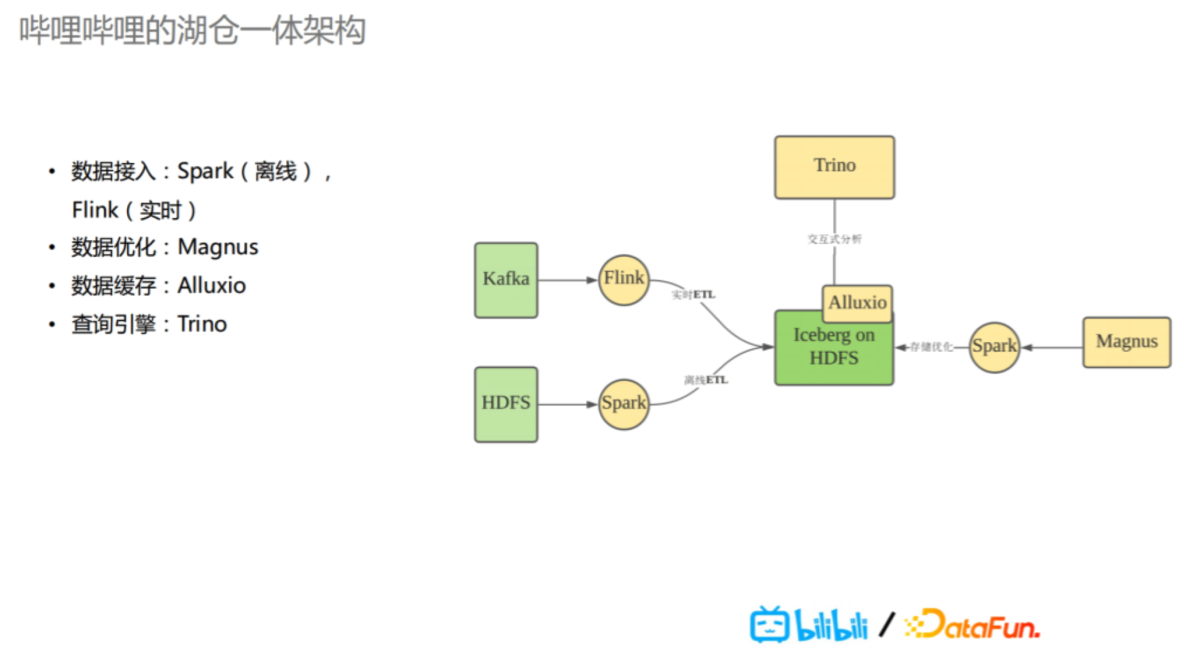 哔哩哔哩的湖仓一体架构
• 数据接入：Spark（离线），
Flink（实时）
• 数据优化：Magnus
• 数据缓存：Alluxio
• 查询引擎：Trino
Trino
交互式分析
Kafka
Flink
实时ETL
Alluxio
Iceberg on
HDFS
存储优化
Spark
Magnus
离线ETL
HDFS
Spark
bilibili / DataFun.